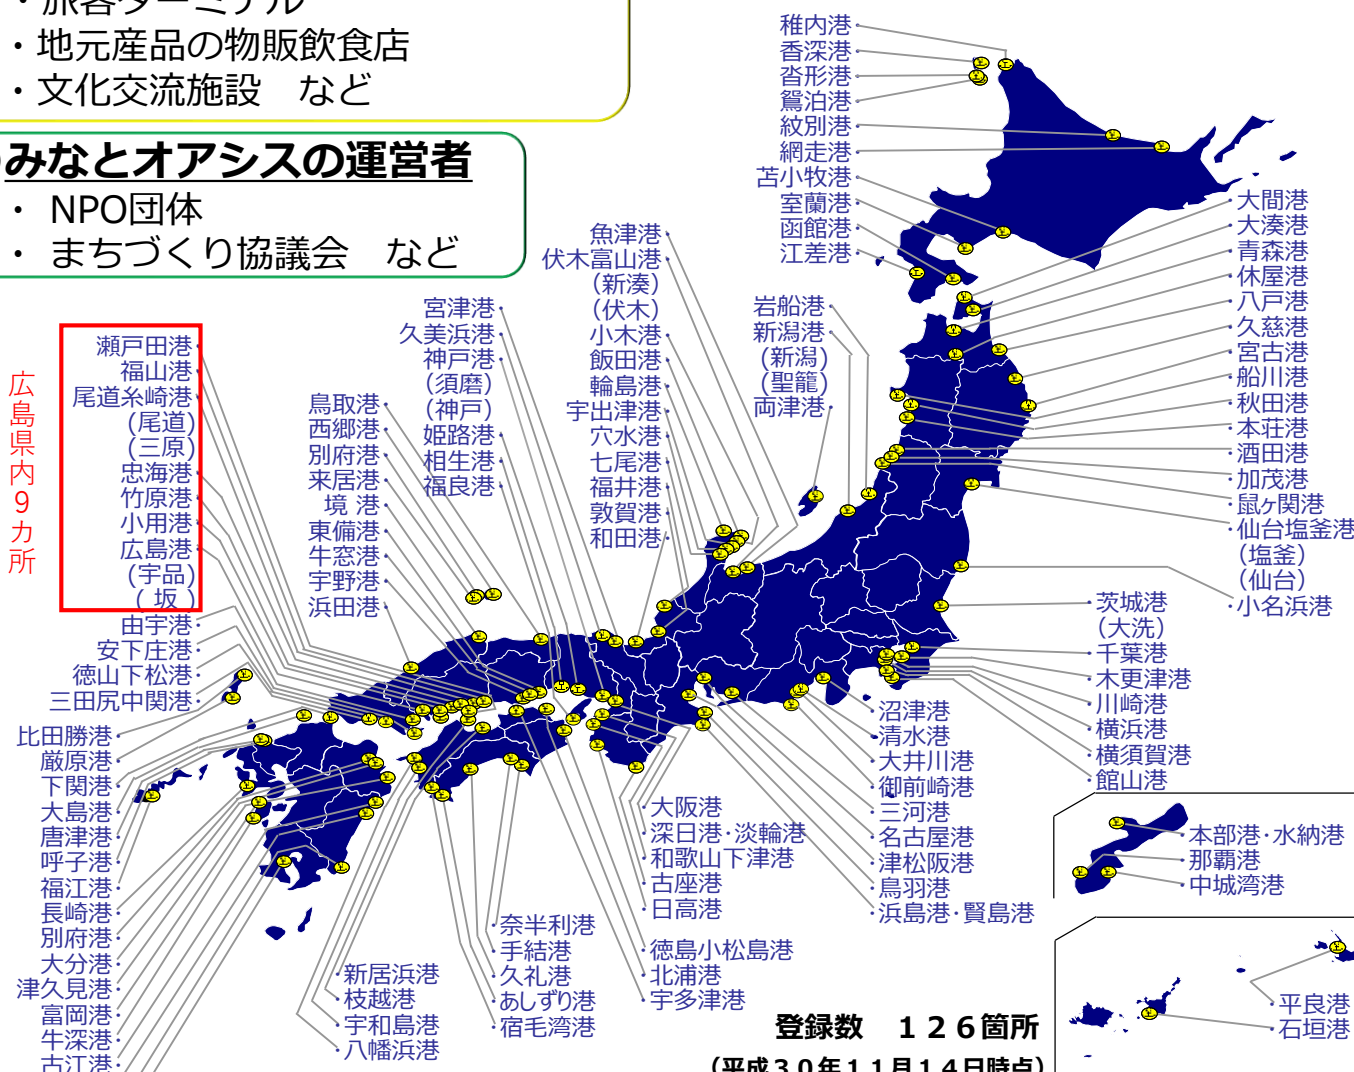 ・旅客ターミナル
・地元産品の物販飲食店
・文化交流施設　など
みなとオアシスの運営者
・ NPO団体
・ まちづくり協議会　など
広島県内９カ所
瀬戸田港
福山港
尾道糸崎港
(尾道)
(三原)
忠海港
竹原港
小用港
広島港
(宇品)
( 坂 )
由宇港
安下庄港
徳山下松港
三田尻中関港
比田勝港
厳原港
下関港
大島港
唐津港
呼子港
福江港
長崎港
別府港
大分港
津久見港
富岡港
牛深港
古江港
鳥取港
西郷港
別府港
来居港
境 港
東備港
牛窓港
宇野港
浜田港
宮津港
久美浜港
神戸港
(須磨)
(神戸)
姫路港
相生港
福良港
魚津港
伏木富山港
(新湊)
(伏木)
小木港
飯田港
輪島港
宇出津港
穴水港
七尾港
福井港
敦賀港
和田港
岩船港
新潟港
(新潟)
(聖籠)
両津港
稚内港
香深港
沓形港
鴛泊港
紋別港
網走港
苫小牧港
室蘭港
函館港
江差港
大間港
大湊港
青森港
休屋港
八戸港
久慈港
宮古港
船川港
秋田港
本荘港
酒田港
加茂港
鼠ヶ関港
仙台塩釜港
(塩釜)
(仙台)
小名浜港
茨城港
(大洗)
千葉港
木更津港
川崎港
横浜港
横須賀港
館山港
沼津港
清水港
大井川港
御前崎港
三河港
名古屋港
津松阪港
鳥羽港
浜島港・賢島港
大阪港
深日港・淡輪港
和歌山下津港
古座港
日高港
徳島小松島港
北浦港
宇多津港
奈半利港
手結港
久礼港
あしずり港
宿毛湾港
新居浜港
枝越港
宇和島港
八幡浜港
本部港・水納港
那覇港
中城湾港
平良港
石垣港
登録数　１２６箇所
（平成３０年１１月１４日時点）